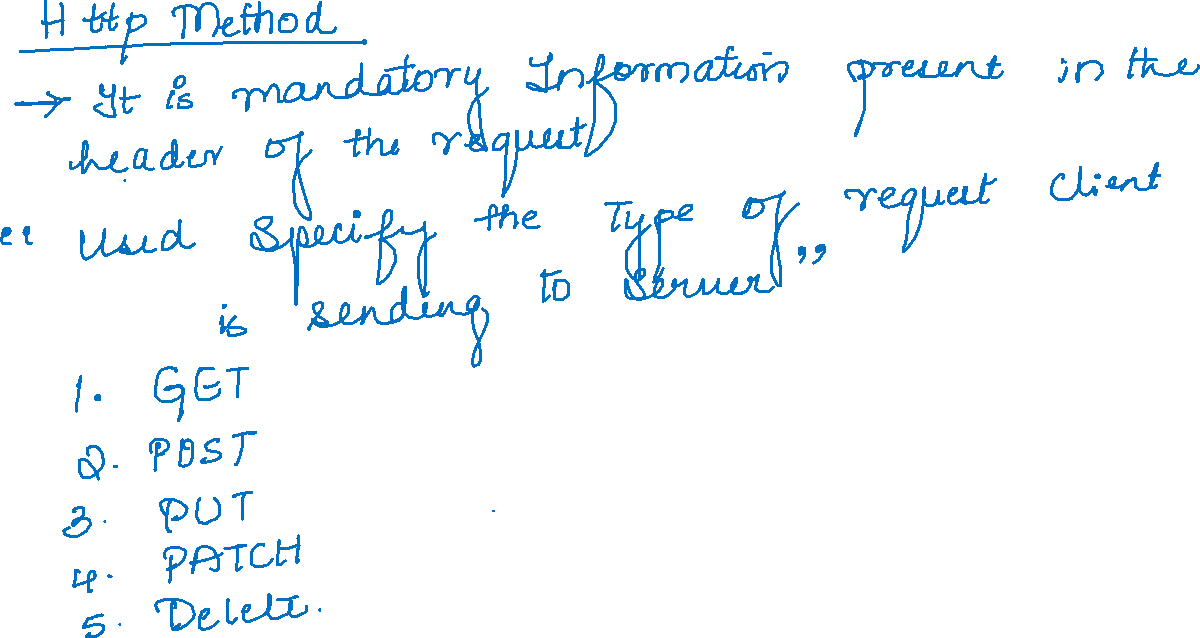 Http Method
→ It is mandatory Information present in the
header of the request
“ Used Specify the Type of request Client
is sending to Server ”
1. GET
2. POST
3. PUT
4. PATCH
5. Delete.